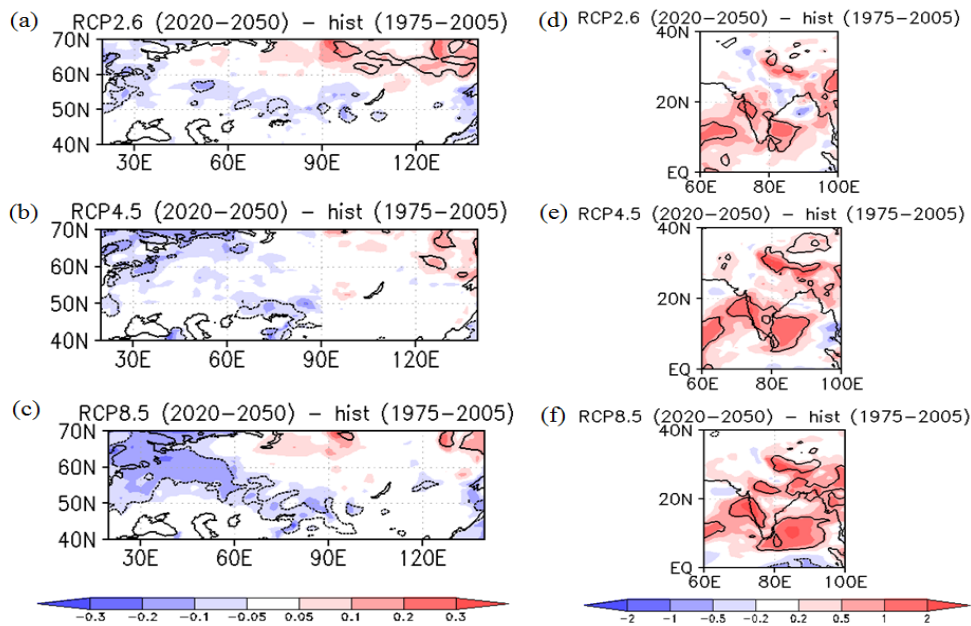 (a) RCP2.6 (2020−2050) − hist (1975−2005)
70N
60N
50N
40N
30E 60E 90E 120E
(b) RCP4.5 (2020−2050) − hist (1975−2005)
70N
60N
50N
40N
30E 60E 90E 120E
(c) RCP8.5 (2020−2050) − hist (1975−2005)
70N
60N
50N
40N
30E 60E 90E 120E
−0.3 −0.2 −0.1 −0.05 0.05 0.1 0.2 0.3
(d) RCP2.6 (2020−2050) − hist (1975−2005)
40N
20N
EQ
60E 80E 100E
(e) RCP4.5 (2020−2050) − hist (1975−2005)
40N
20N
EQ
60E 80E 100E
(f) RCP8.5 (2020−2050) − hist (1975−2005)
40N
20N
EQ
60E 80E 100E
−2 −1 −0.5 −0.2 0.2 0.5 1 2